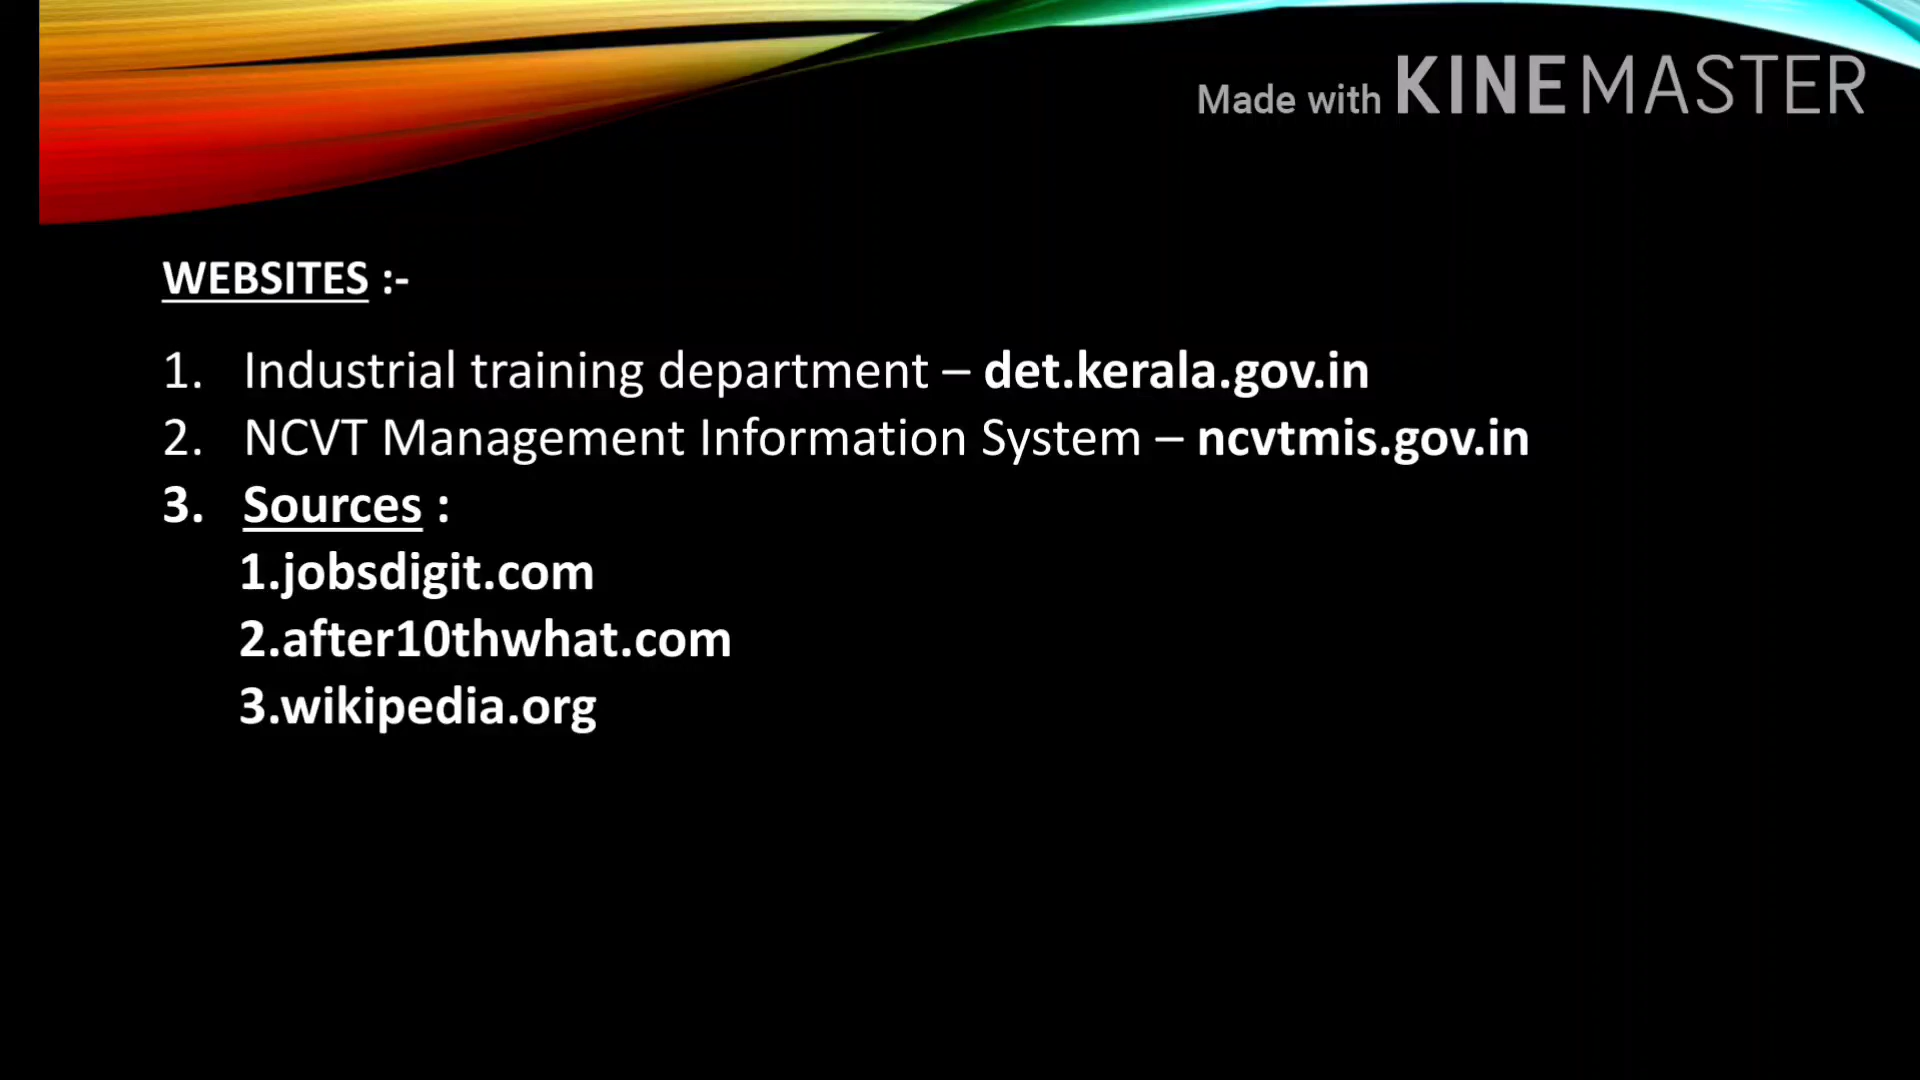 Made with KINEMASTER
WEBSITES :-
1. Industrial training department – det.kerala.gov.in
2. NCVT Management Information System – ncvtmis.gov.in
3. Sources :
1.jobsdigit.com
2.after10thwhat.com
3.wikipedia.org